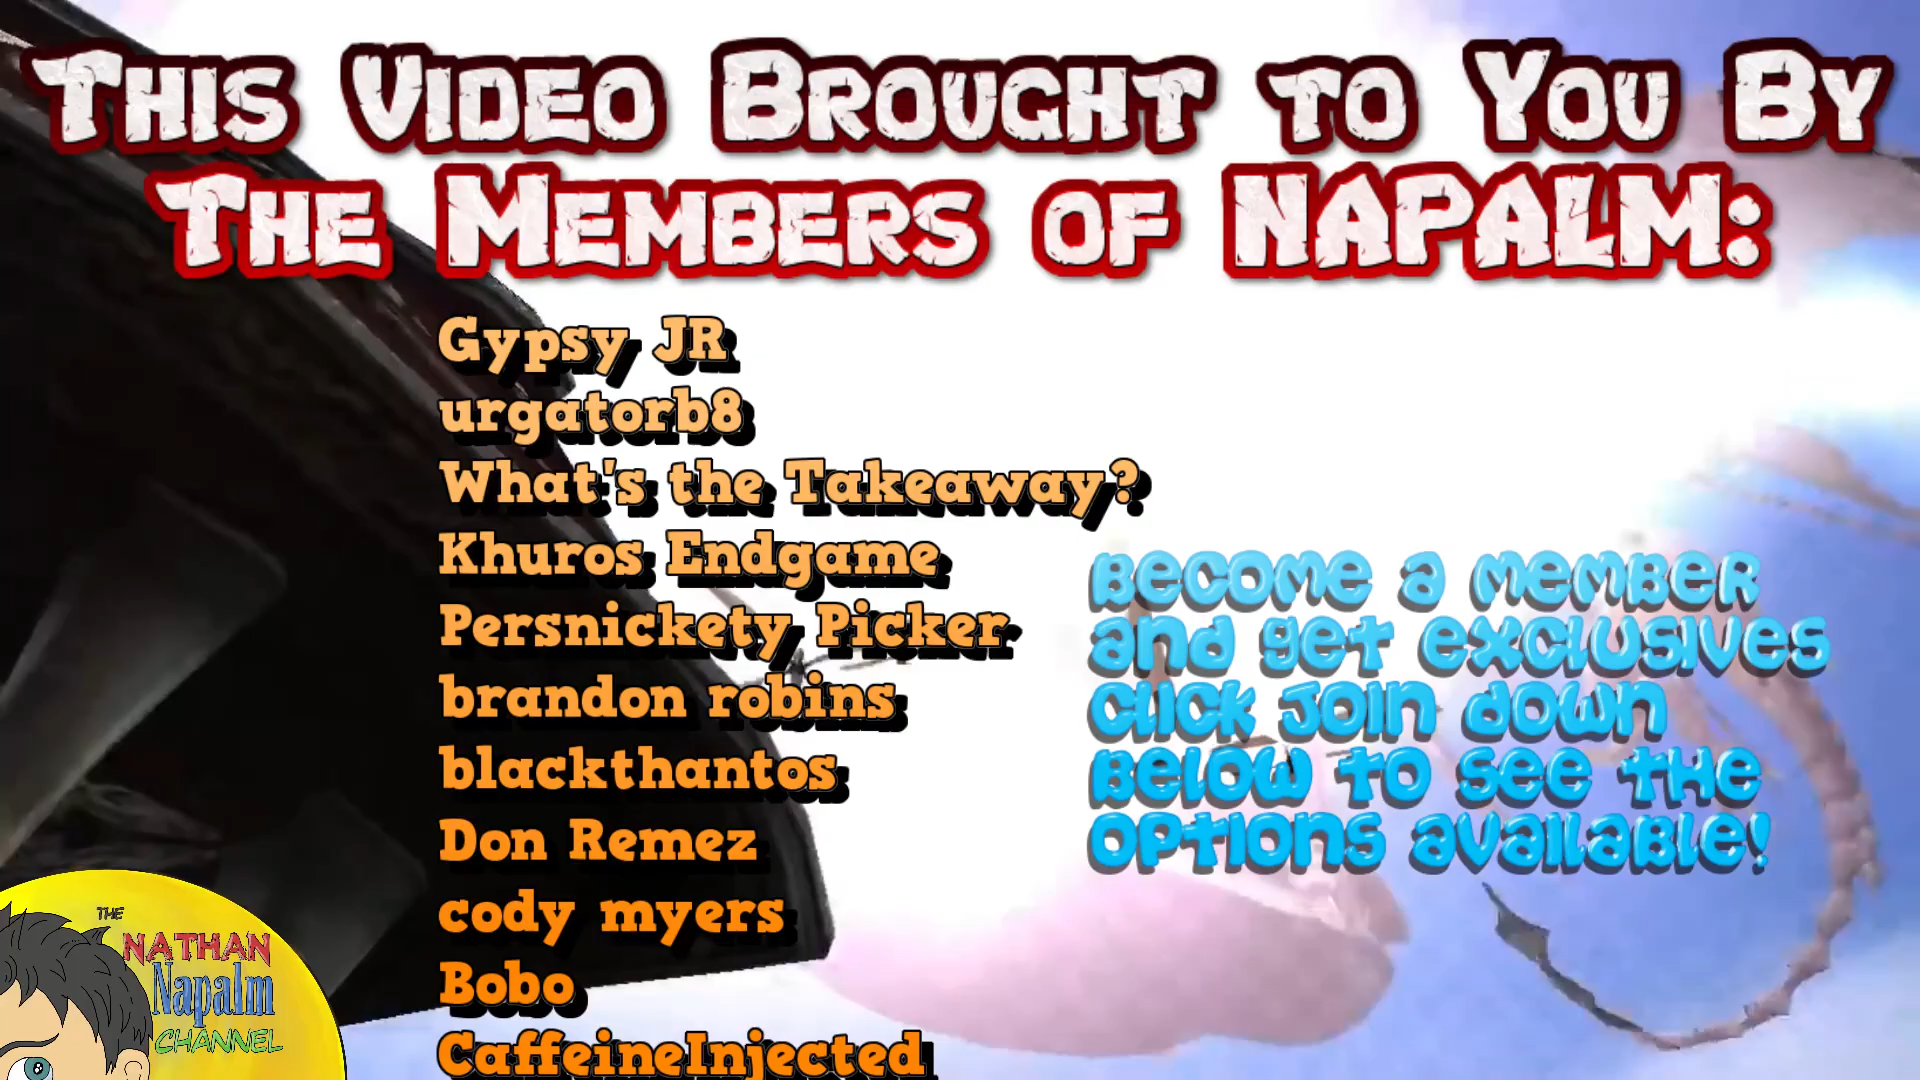 This Video Brought to You By
The Members of NAPALM:
Gypsy JR
urgatorb8
What's the Takeaway?
Khuros Endgame
Persnickety Picker
brandon robins
blackthantos
Don Remez
cody myers
Bobo
CaffeineInjected
Become a member
and get exclusives
click join down
below to see the
options available!
THE
NATHAN
Napalm
CHANNEL